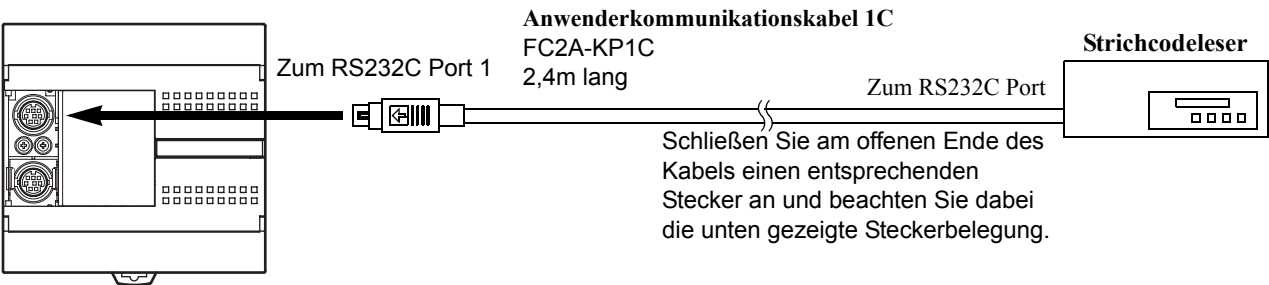 Anwenderkommunikationskabel 1C
FC2A-KP1C
2,4m lang
Zum RS232C Port 1
Strichcodeleser
Zum RS232C Port
Schließen Sie am offenen Ende des
Kabels einen entsprechenden
Stecker an und beachten Sie dabei
die unten gezeigte Steckerbelegung.